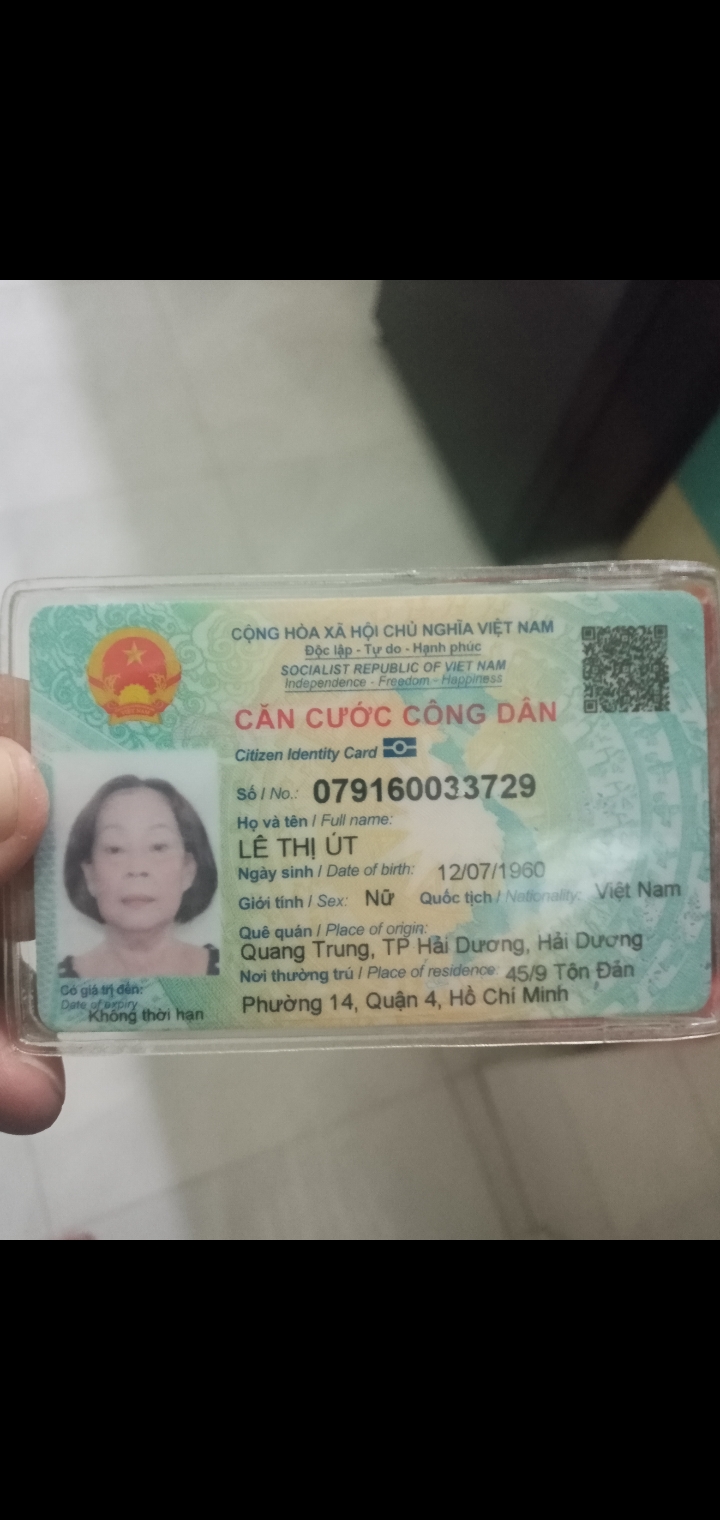 CỘNG HÒA XÃ HỘI CHỦ NGHĨA VIỆT NAM
Độc lập - Tự do - Hạnh phúc
SOCIALIST REPUBLIC OF VIET NAM
Independence - Freedom - Happiness
CĂN CƯỚC CÔNG DÂN
Citizen Identity Card
Số / No.: 079160033729
Họ và tên / Full name:
LÊ THỊ ÚT
Ngày sinh / Date of birth: 12/07/1960
Giới tính / Sex: Nữ Quốc tịch / Nationality: Việt Nam
Quê quán / Place of origin:
Quang Trung, TP Hải Dương, Hải Dương
Nơi thường trú / Place of residence: 45/9 Tôn Đản
Phường 14, Quận 4, Hồ Chí Minh
Có giá trị đến:
Date of expiry
Không thời hạn